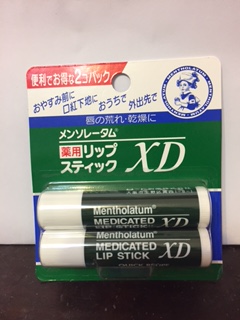 便利でお得な2コパック
おやすみ前に
口紅下地に
おうちで
外出先で
唇の荒れ・乾燥に
メンソレータム
薬用リップ
スティック
XD
Mentholatum
MEDICATED
LIP STICK XD
Mentholatum
MEDICATED
LIP STICK XD